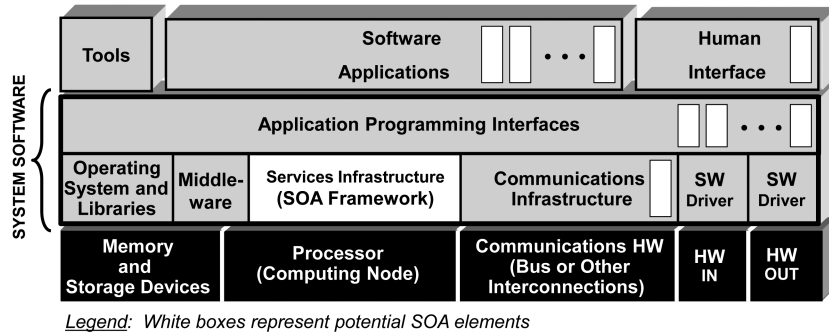 Tools
Software
Applications
• • •
Human
Interface
SYSTEM SOFTWARE
Application Programming Interfaces
• • •
Operating
System and
Libraries
Middle-
ware
Services Infrastructure
(SOA Framework)
Communications
Infrastructure
SW
Driver
SW
Driver
Memory
and
Storage Devices
Processor
(Computing Node)
Communications HW
(Bus or Other
Interconnections)
HW
IN
HW
OUT
Legend: White boxes represent potential SOA elements